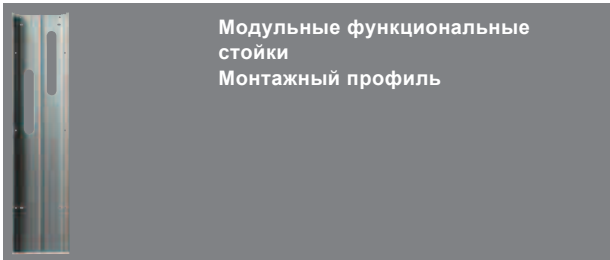 Модульные функциональные
стойки
Монтажный профиль